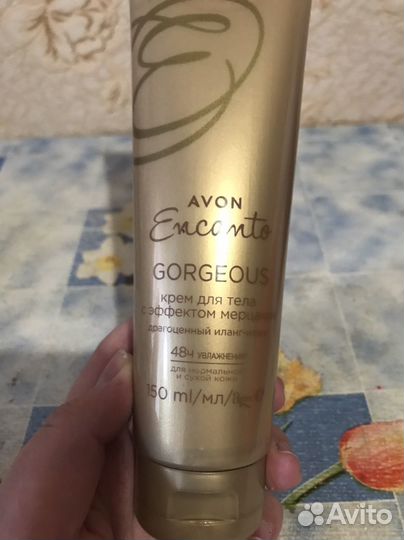 AVON
Encanto
GORGEOUS
крем для тела
с эффектом мерцания
драгоценный иланг-иланг
48ч УВЛАЖНЕНИЕ
для нормальной
и сухой кожи
150 ml/мл/
Avito